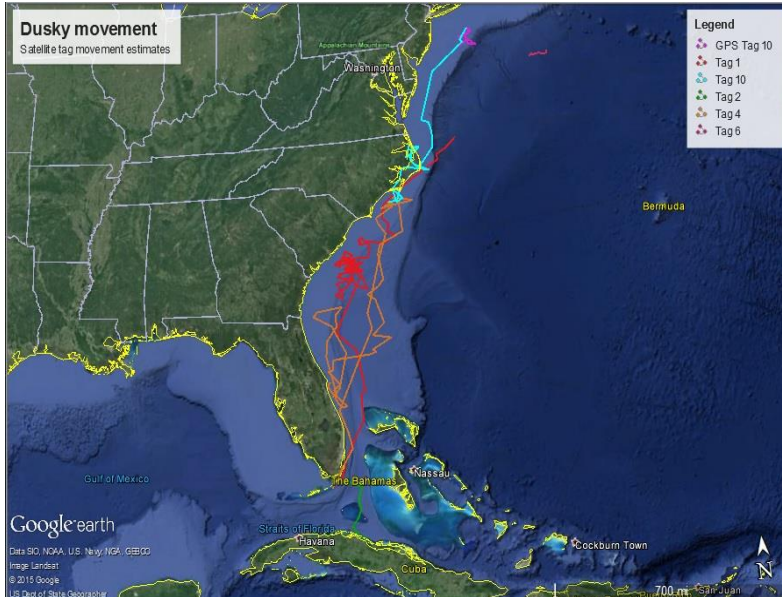 Dusky movement
Satellite tag movement estimates
Legend
GPS Tag 10
Tag 1
Tag 10
Tag 2
Tag 4
Tag 6
Appalachian Mountains
Washington
Bermuda
Gulf of Mexico
The Bahamas
Nassau
Straits of Florida
Havana
Cuba
Cockburn Town
San Juan
Google earth
Data SIO, NOAA, U.S. Navy, NGA, GEBCO
Image Landsat
© 2015 Google
US Dept of State Geographer
700 mi
N